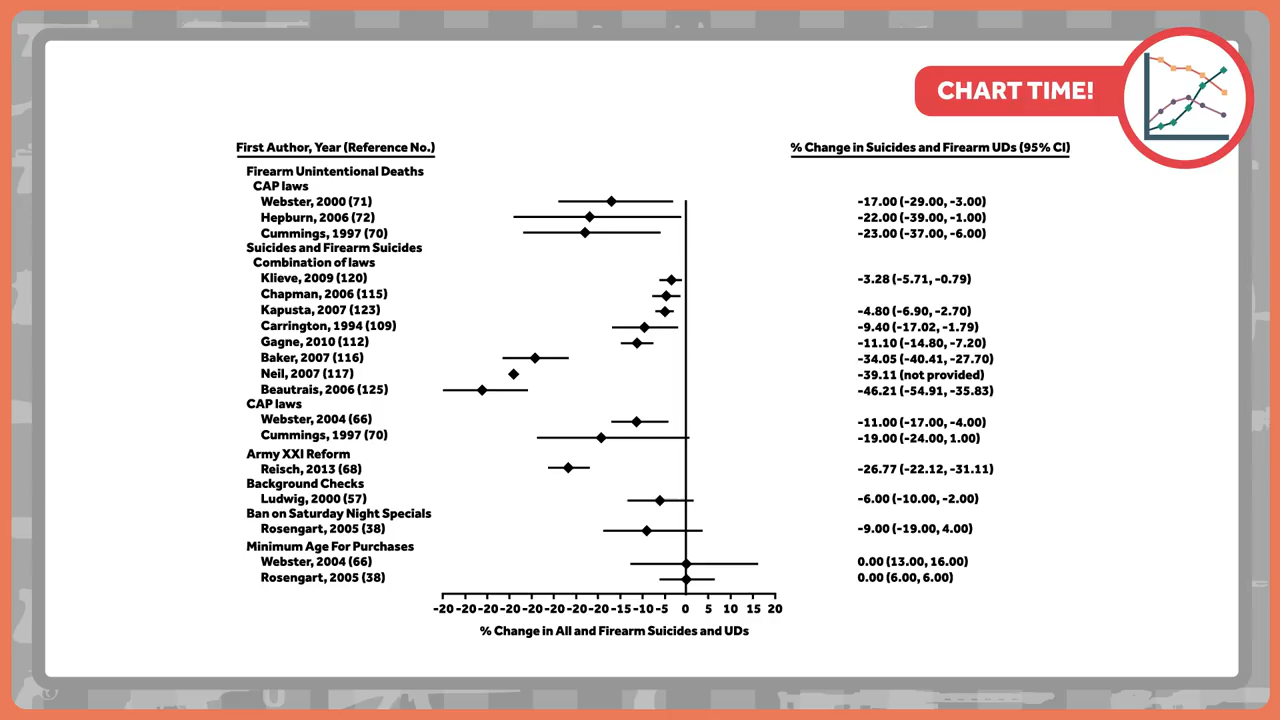 CHART TIME!
First Author, Year (Reference No.) % Change in Suicides and Firearm UDs (95% CI)
Firearm Unintentional Deaths
CAP laws
Webster, 2000 (71) -17.00 (-29.00, -3.00)
Hepburn, 2006 (72) -22.00 (-39.00, -1.00)
Cummings, 1997 (70) -23.00 (-37.00, -6.00)
Suicides and Firearm Suicides
Combination of laws
Klieve, 2009 (120) -3.28 (-5.71, -0.79)
Chapman, 2006 (115)
Kapusta, 2007 (123) -4.80 (-6.90, -2.70)
Carrington, 1994 (109) -9.40 (-17.02, -1.79)
Gagne, 2010 (112) -11.10 (-14.80, -7.20)
Baker, 2007 (116) -34.05 (-40.41, -27.70)
Neil, 2007 (117) -39.11 (not provided)
Beautrais, 2006 (125) -46.21 (-54.91, -35.83)
CAP laws
Webster, 2004 (66) -11.00 (-17.00, -4.00)
Cummings, 1997 (70) -19.00 (-24.00, 1.00)
Army XXI Reform
Reisch, 2013 (68) -26.77 (-22.12, -31.11)
Background Checks
Ludwig, 2000 (57) -6.00 (-10.00, -2.00)
Ban on Saturday Night Specials
Rosengart, 2005 (38) -9.00 (-19.00, 4.00)
Minimum Age For Purchases
Webster, 2004 (66) 0.00 (13.00, 16.00)
Rosengart, 2005 (38) 0.00 (6.00, 6.00)
-20 -20 -20 -20 -20 -20 -20 -20 -15 -10 -5 0 5 10 15 20
% Change in All and Firearm Suicides and UDs